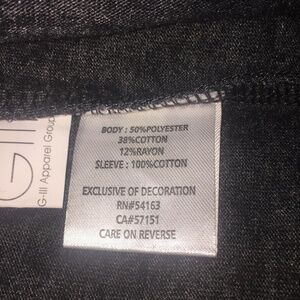 BODY : 50%POLYESTER
38%COTTON
12%RAYON
SLEEVE : 100%COTTON
EXCLUSIVE OF DECORATION
RN#54163
CA#57151
CARE ON REVERSE
G-III Apparel Group